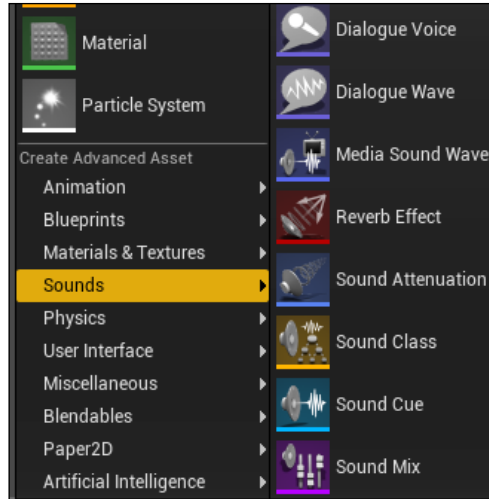 Material
Particle System
Create Advanced Asset
Animation
Blueprints
Materials & Textures
Sounds
Physics
User Interface
Miscellaneous
Blendables
Paper2D
Artificial Intelligence
Dialogue Voice
Dialogue Wave
Media Sound Wave
Reverb Effect
Sound Attenuation
Sound Class
Sound Cue
Sound Mix